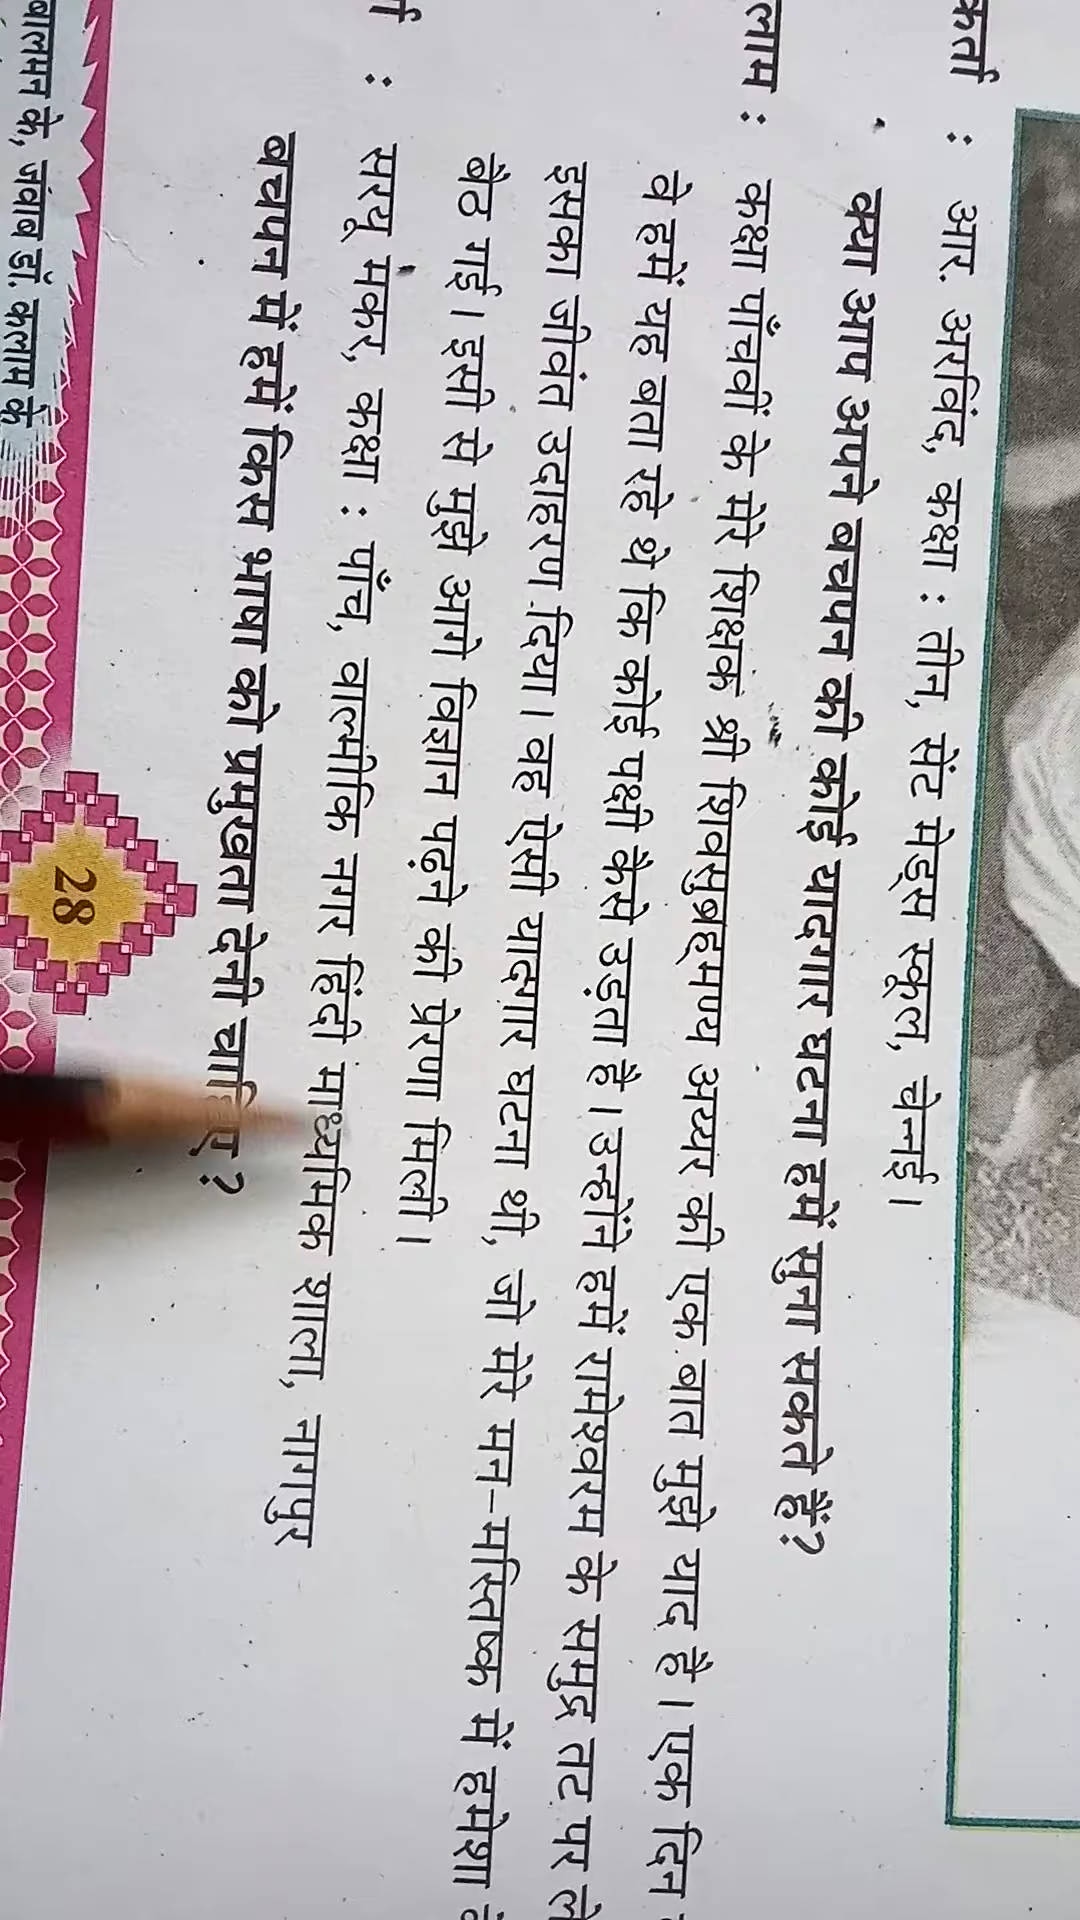 कर्ता : आर. अरविंद, कक्षा : तीन, सेंट मेड्स स्कूल, चेन्नई।
क्या आप अपने बचपन की कोई यादगार घटना हमें सुना सकते हैं?
लाम : कक्षा पाँचवीं के मेरे शिक्षक श्री शिवसुब्रह्मण्य अय्यर की एक बात मुझे याद है। एक दिन
वे हमें यह बता रहे थे कि कोई पक्षी कैसे उड़ता है। उन्होंने हमें रामेश्वरम के समुद्र तट पर ले
इसका जीवंत उदाहरण दिया। वह ऐसी यादगार घटना थी, जो मेरे मन-मस्तिष्क में हमेशा
बैठ गई। इसी से मुझे आगे विज्ञान पढ़ने की प्रेरणा मिली।
: सरयू मकर, कक्षा : पाँच, वाल्मीकि नगर हिंदी माध्यमिक शाला, नागपुर
बचपन में हमें किस भाषा को प्रमुखता देनी चाहिए?
28
बालमन के, जवाब डॉ. कलाम के